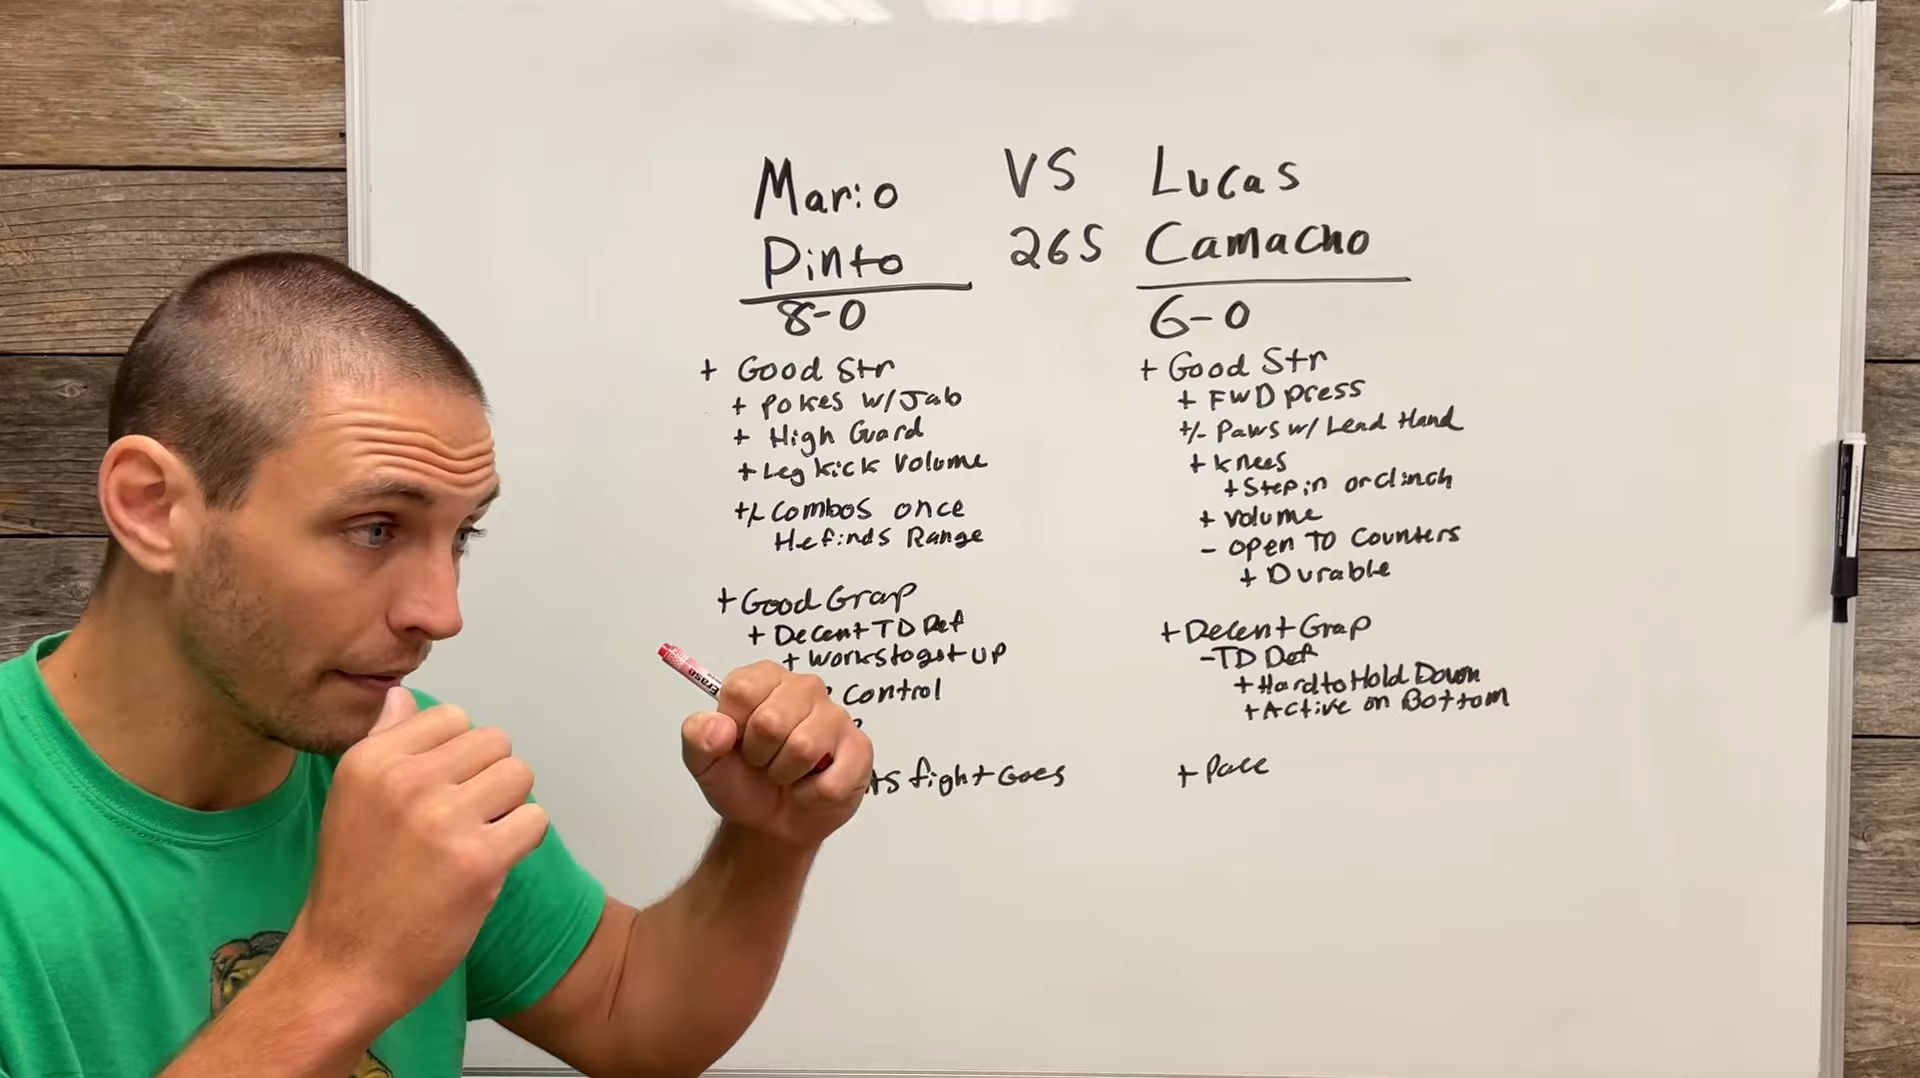 Mario
Pinto
8-0
+ Good Str
+ Pokes w/Jab
+ High Guard
+ Leg kick volume
+/- Combos once
He finds Range
+ Good Grap
+ Decent TD Def
+ works to get up
control
As fight Goes
VS
265
Lucas
Camacho
6-0
+ Good Str
+ FWD press
+/- Paws w/ Lead Hand
+ knees
+ Step in or clinch
+ volume
- open To Counters
+ Durable
+ Decent Grap
- TD Def
+ Hard to Hold Down
+ Active on Bottom
+ Pace
Erase